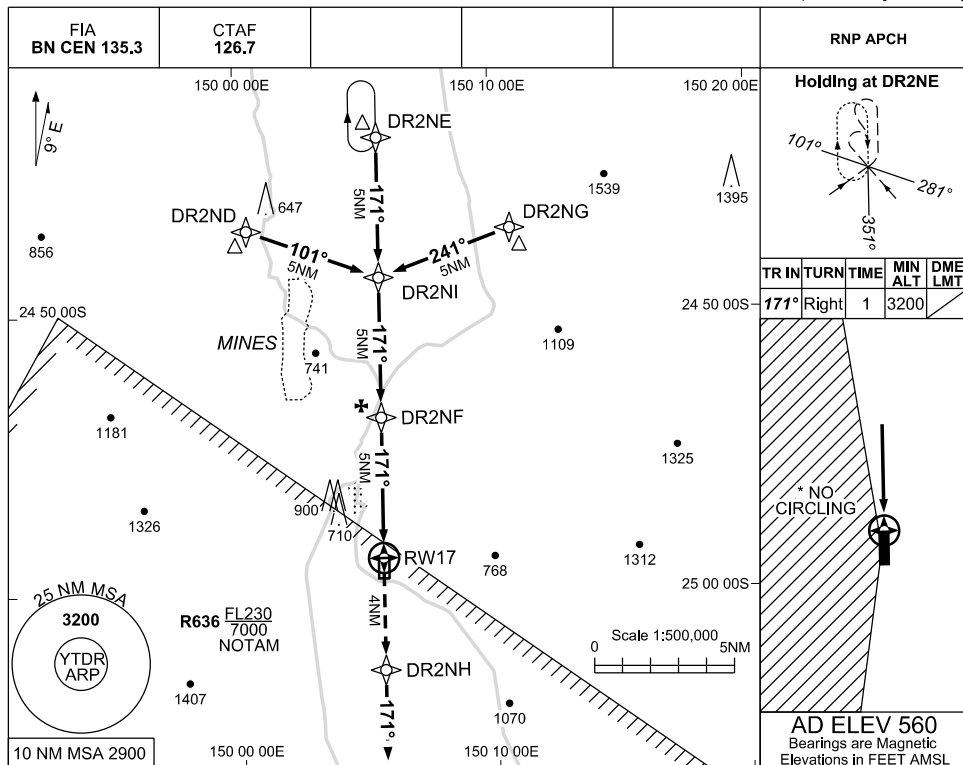 FIA
BN CEN 135.3
CTAF
126.7
RNP APCH
150 00 00E
150 10 00E
150 20 00E
9° E
DR2NE
171°
5NM
1539
1395
647
DR2ND
DR2NG
856
101°
5NM
241°
5NM
DR2NI
24 50 00S
24 50 00S
MINES
741
171°
5NM
1109
DR2NF
1181
1325
171°
5NM
900
710
1326
RW17
768
1312
25 00 00S
25 NM MSA
3200
YTDR
ARP
R636 FL230
7000
NOTAM
4NM
Scale 1:500,000
0
5NM
DR2NH
1407
1070
171°
10 NM MSA 2900
150 00 00E
150 10 00E
Holding at DR2NE
101°
281°
351°
TR IN TURN TIME MIN ALT DME LMT
171° Right 1 3200
* NO
CIRCLING
AD ELEV 560
Bearings are Magnetic
Elevations in FEET AMSL